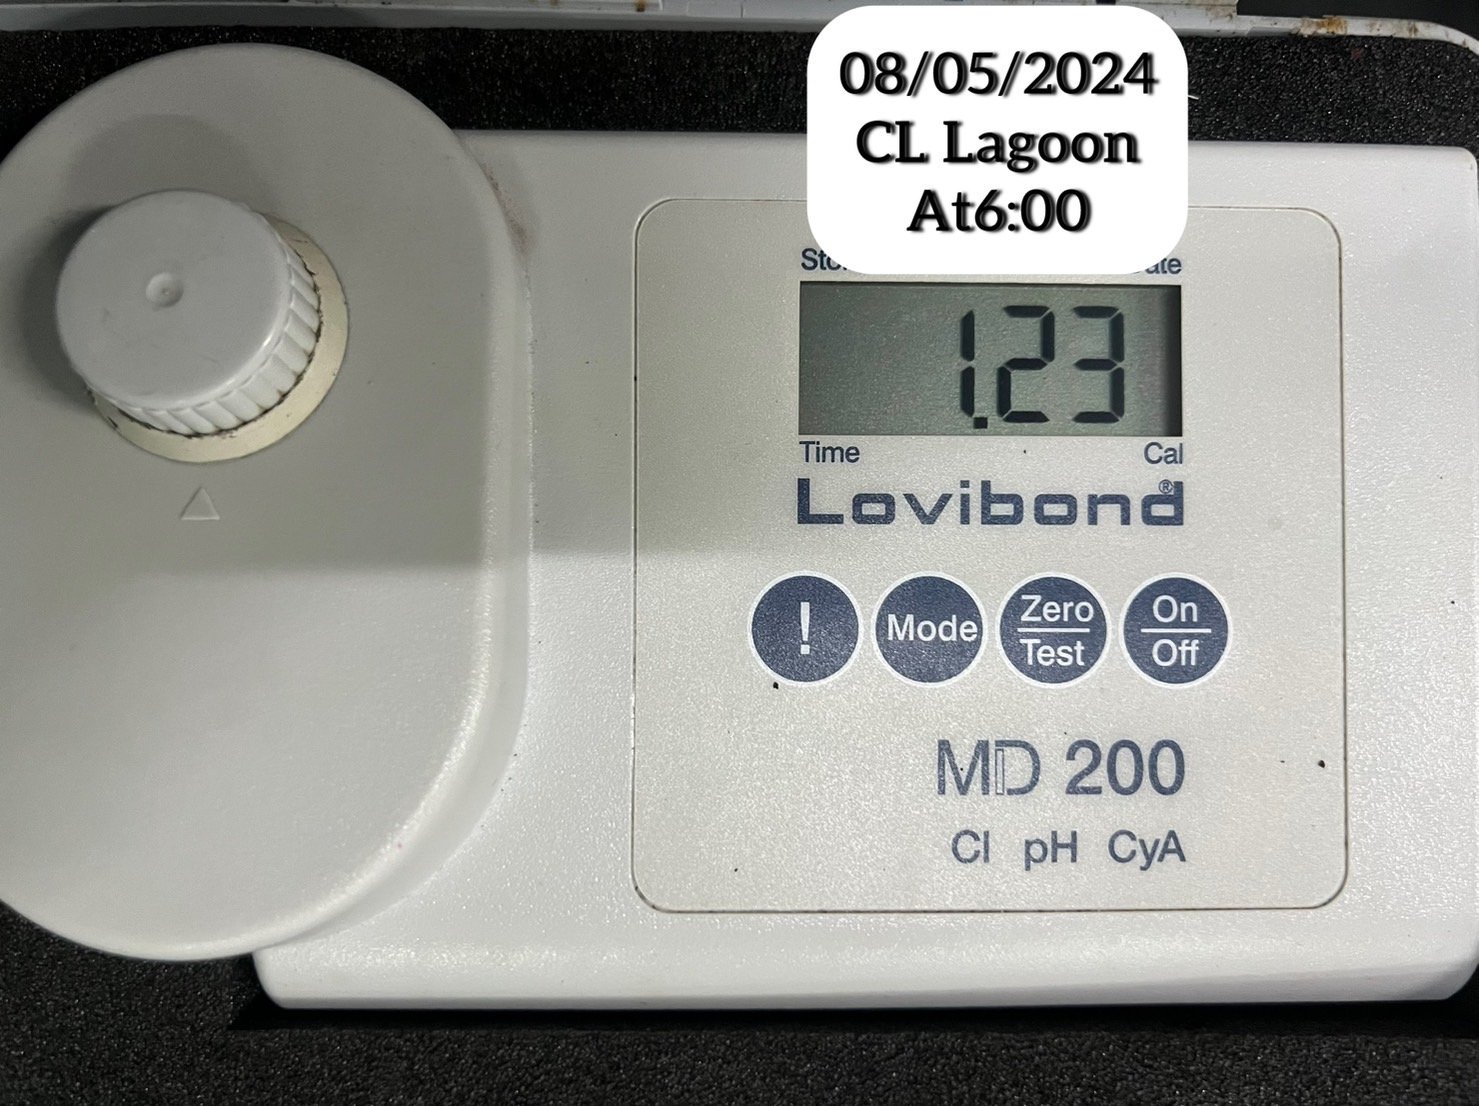 08/05/2024
CL Lagoon
At6:00
1.23
Time Cal
Lovibond®
! Mode Zero Test On Off
MD 200
Cl pH CyA